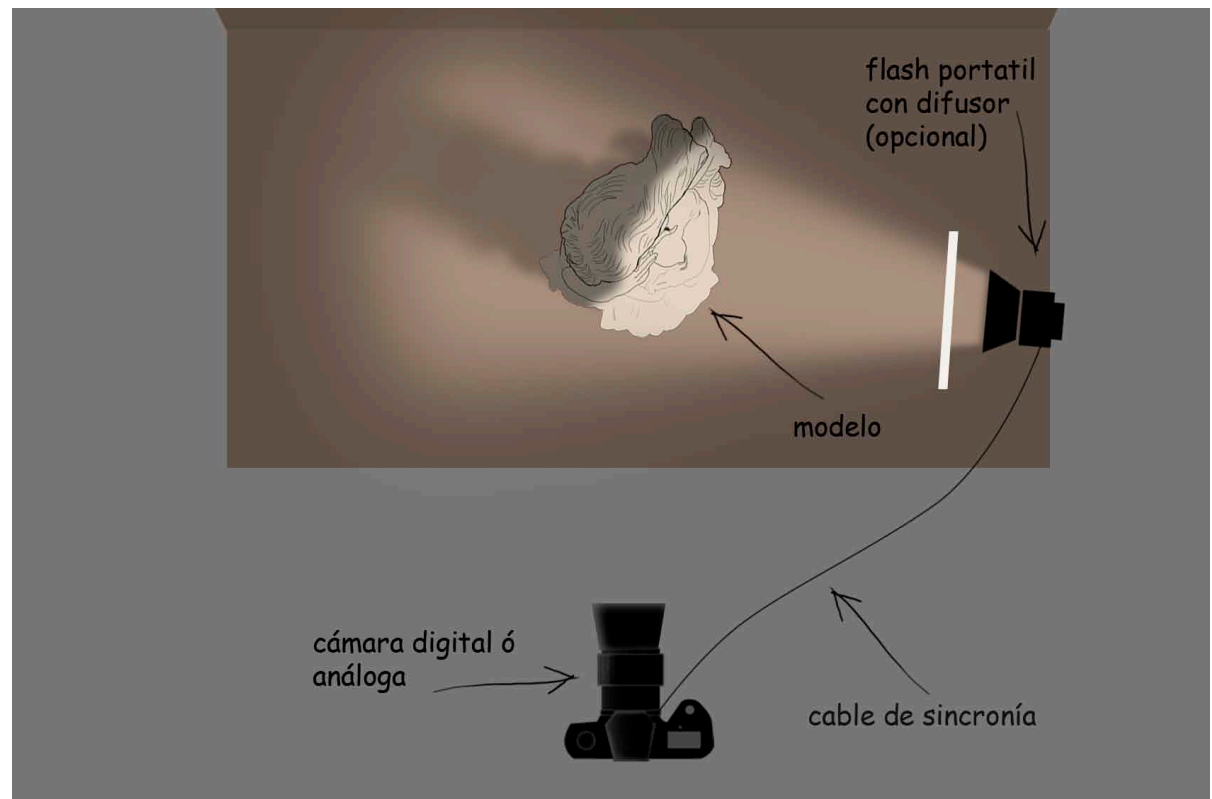 flash portatil
con difusor
(opcional)
modelo
cámara digital ó
análoga
cable de sincronía